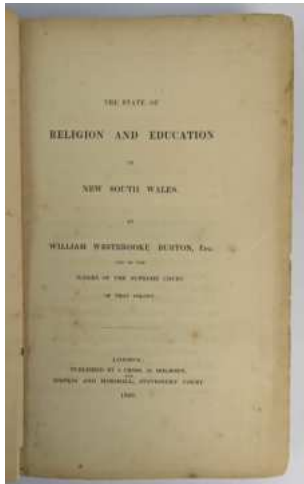 THE STATE OF
RELIGION AND EDUCATION
IN
NEW SOUTH WALES.
BY
WILLIAM WESTBROOKE BURTON, Esq.
ONE OF THE
JUDGES OF THE SUPREME COURT
OF THAT COLONY.
LONDON:
PUBLISHED BY J. CROSS, 18, HOLBORN,
SIMPKIN AND MARSHALL, STATIONERS' COURT
1840.